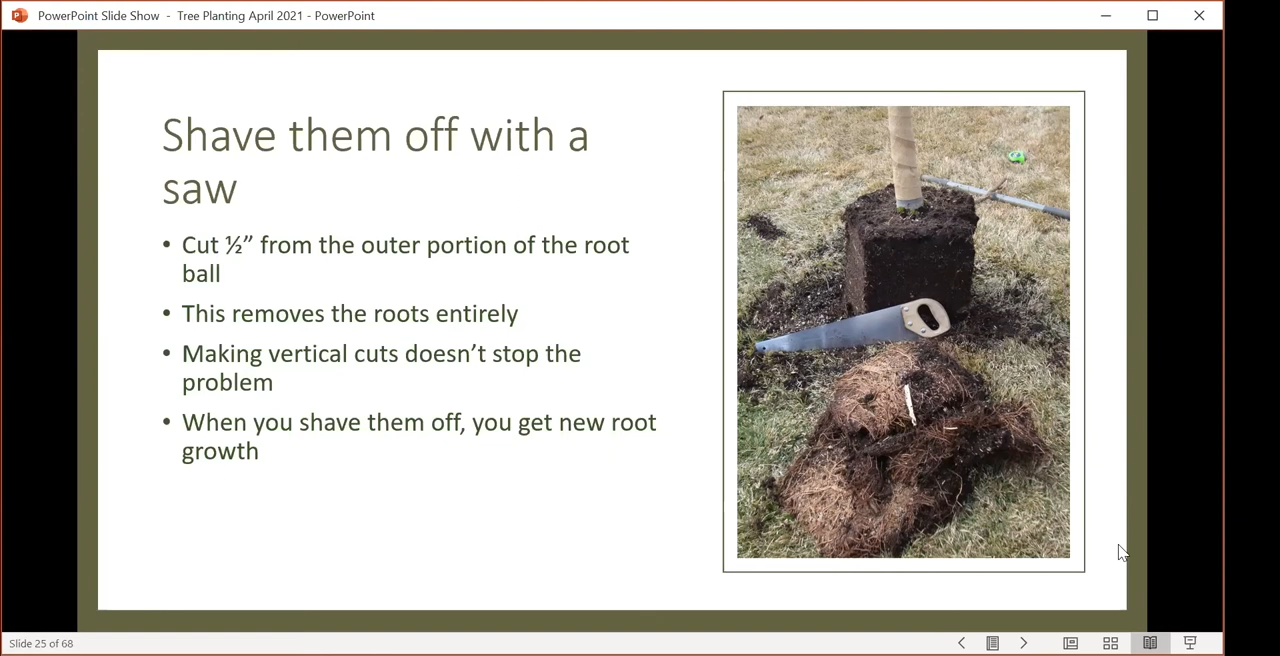 PowerPoint Slide Show - Tree Planting April 2021 - PowerPoint
Shave them off with a
saw
• Cut ½” from the outer portion of the root
ball
• This removes the roots entirely
• Making vertical cuts doesn’t stop the
problem
• When you shave them off, you get new root
growth
Slide 25 of 68